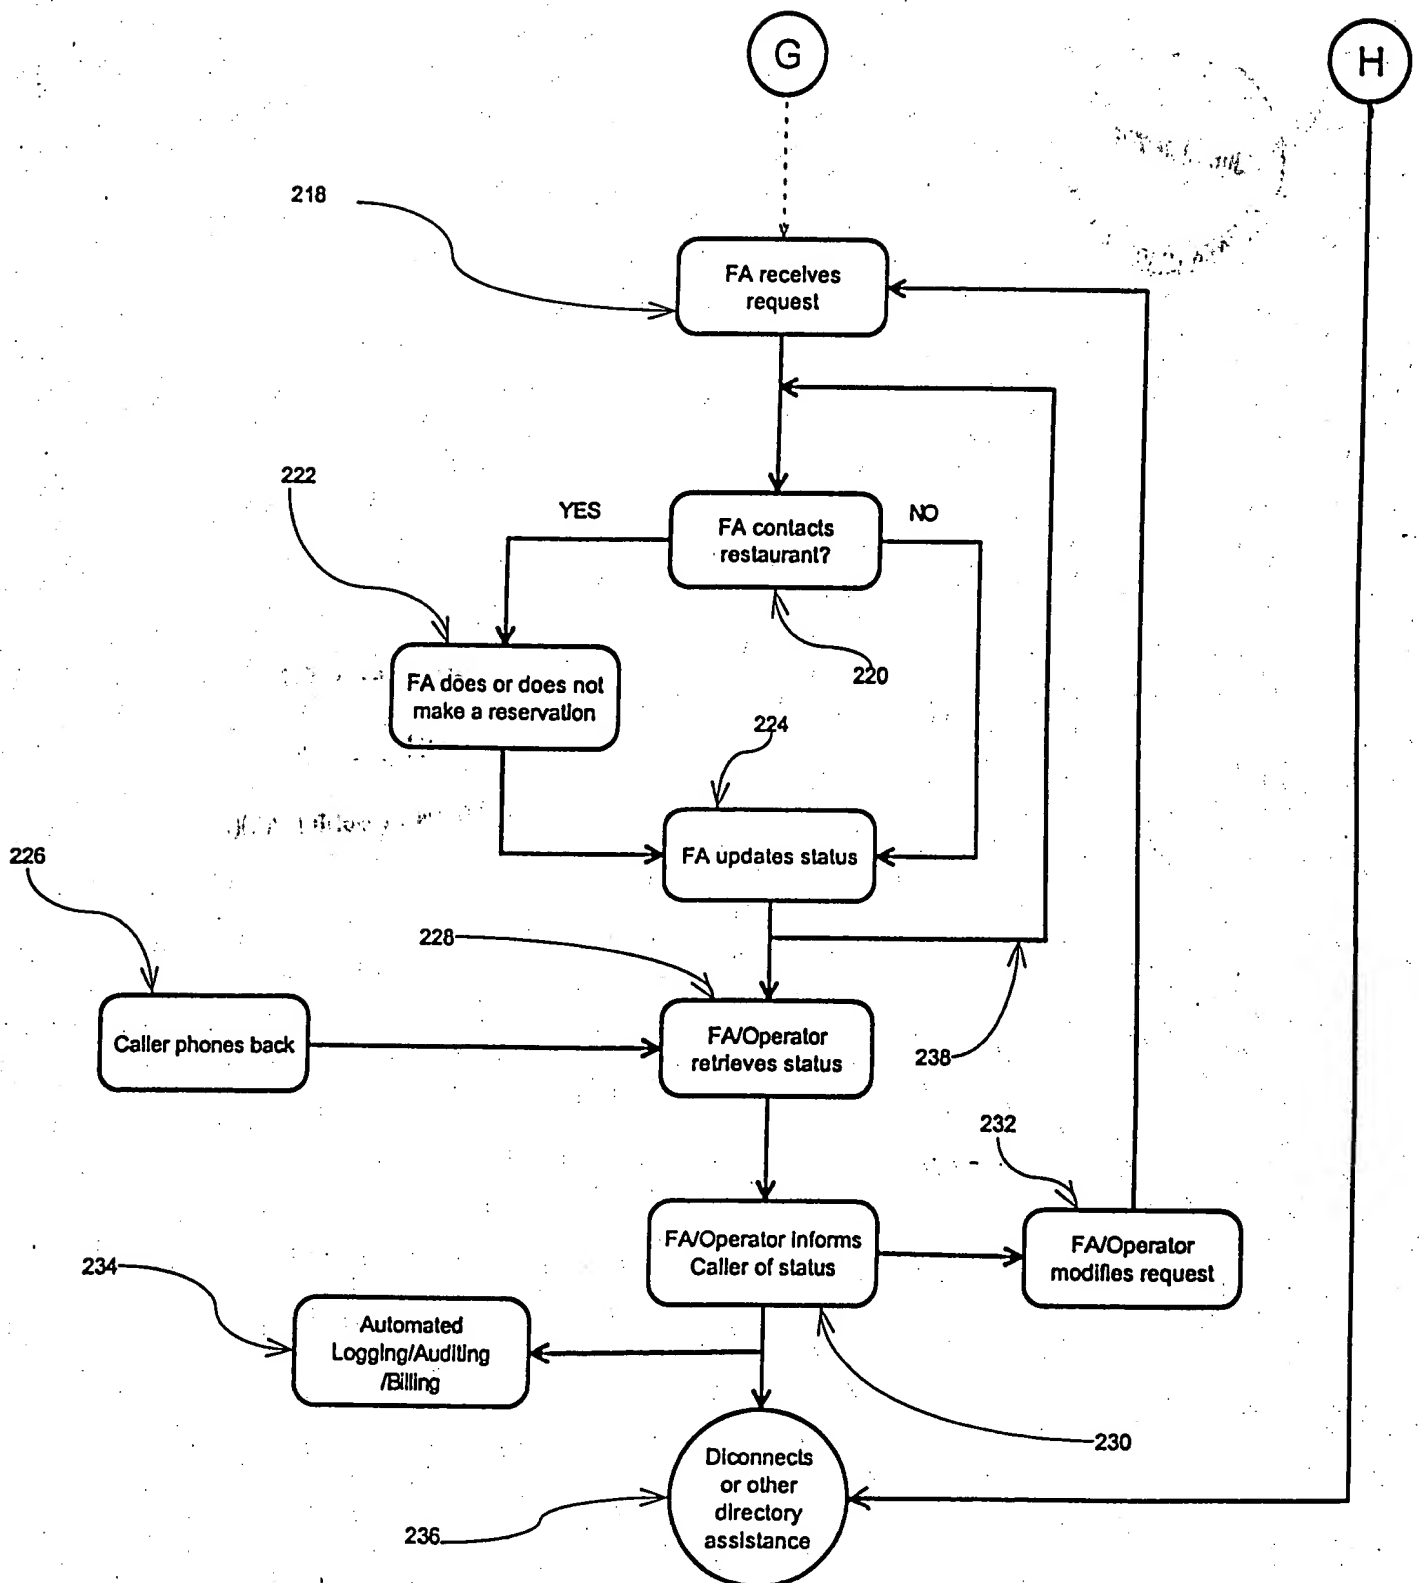 G
H
218
FA receives
request
222
YES
FA contacts
restaurant?
NO
220
FA does or does not
make a reservation
224
FA updates status
226
228
Caller phones back
FA/Operator
retrieves status
238
232
FA/Operator informs
Caller of status
FA/Operator
modifies request
234
Automated
Logging/Auditing
/Billing
230
Diconnects
or other
directory
assistance
236